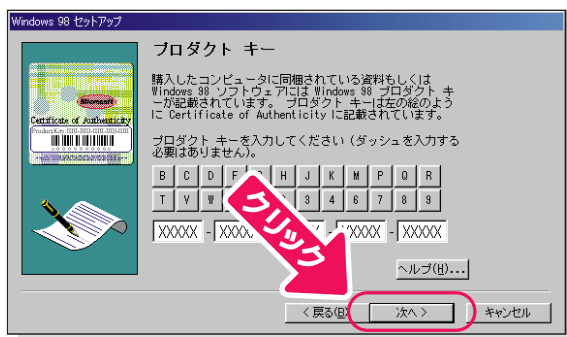 Windows 98 セットアップ
プロダクト キー
購入したコンピュータに同梱されている資料もしくは
Windows 98 ソフトウェアには Windows 98 プロダクト キ
ーが記載されています。 プロダクト キーは左の絵のよう
に Certificate of Authenticity に記載されています。
Microsoft
Certificate of Authenticity
プロダクト キーを入力してください (ダッシュを入力する
必要はありません)。
B C D F H J K M P Q R
T V W 3 4 6 7 8 9
XXXXX - XXXXX - XXXXX - XXXXX
クリック
ヘルプ(H)...
< 戻る(B) 次へ > キャンセル